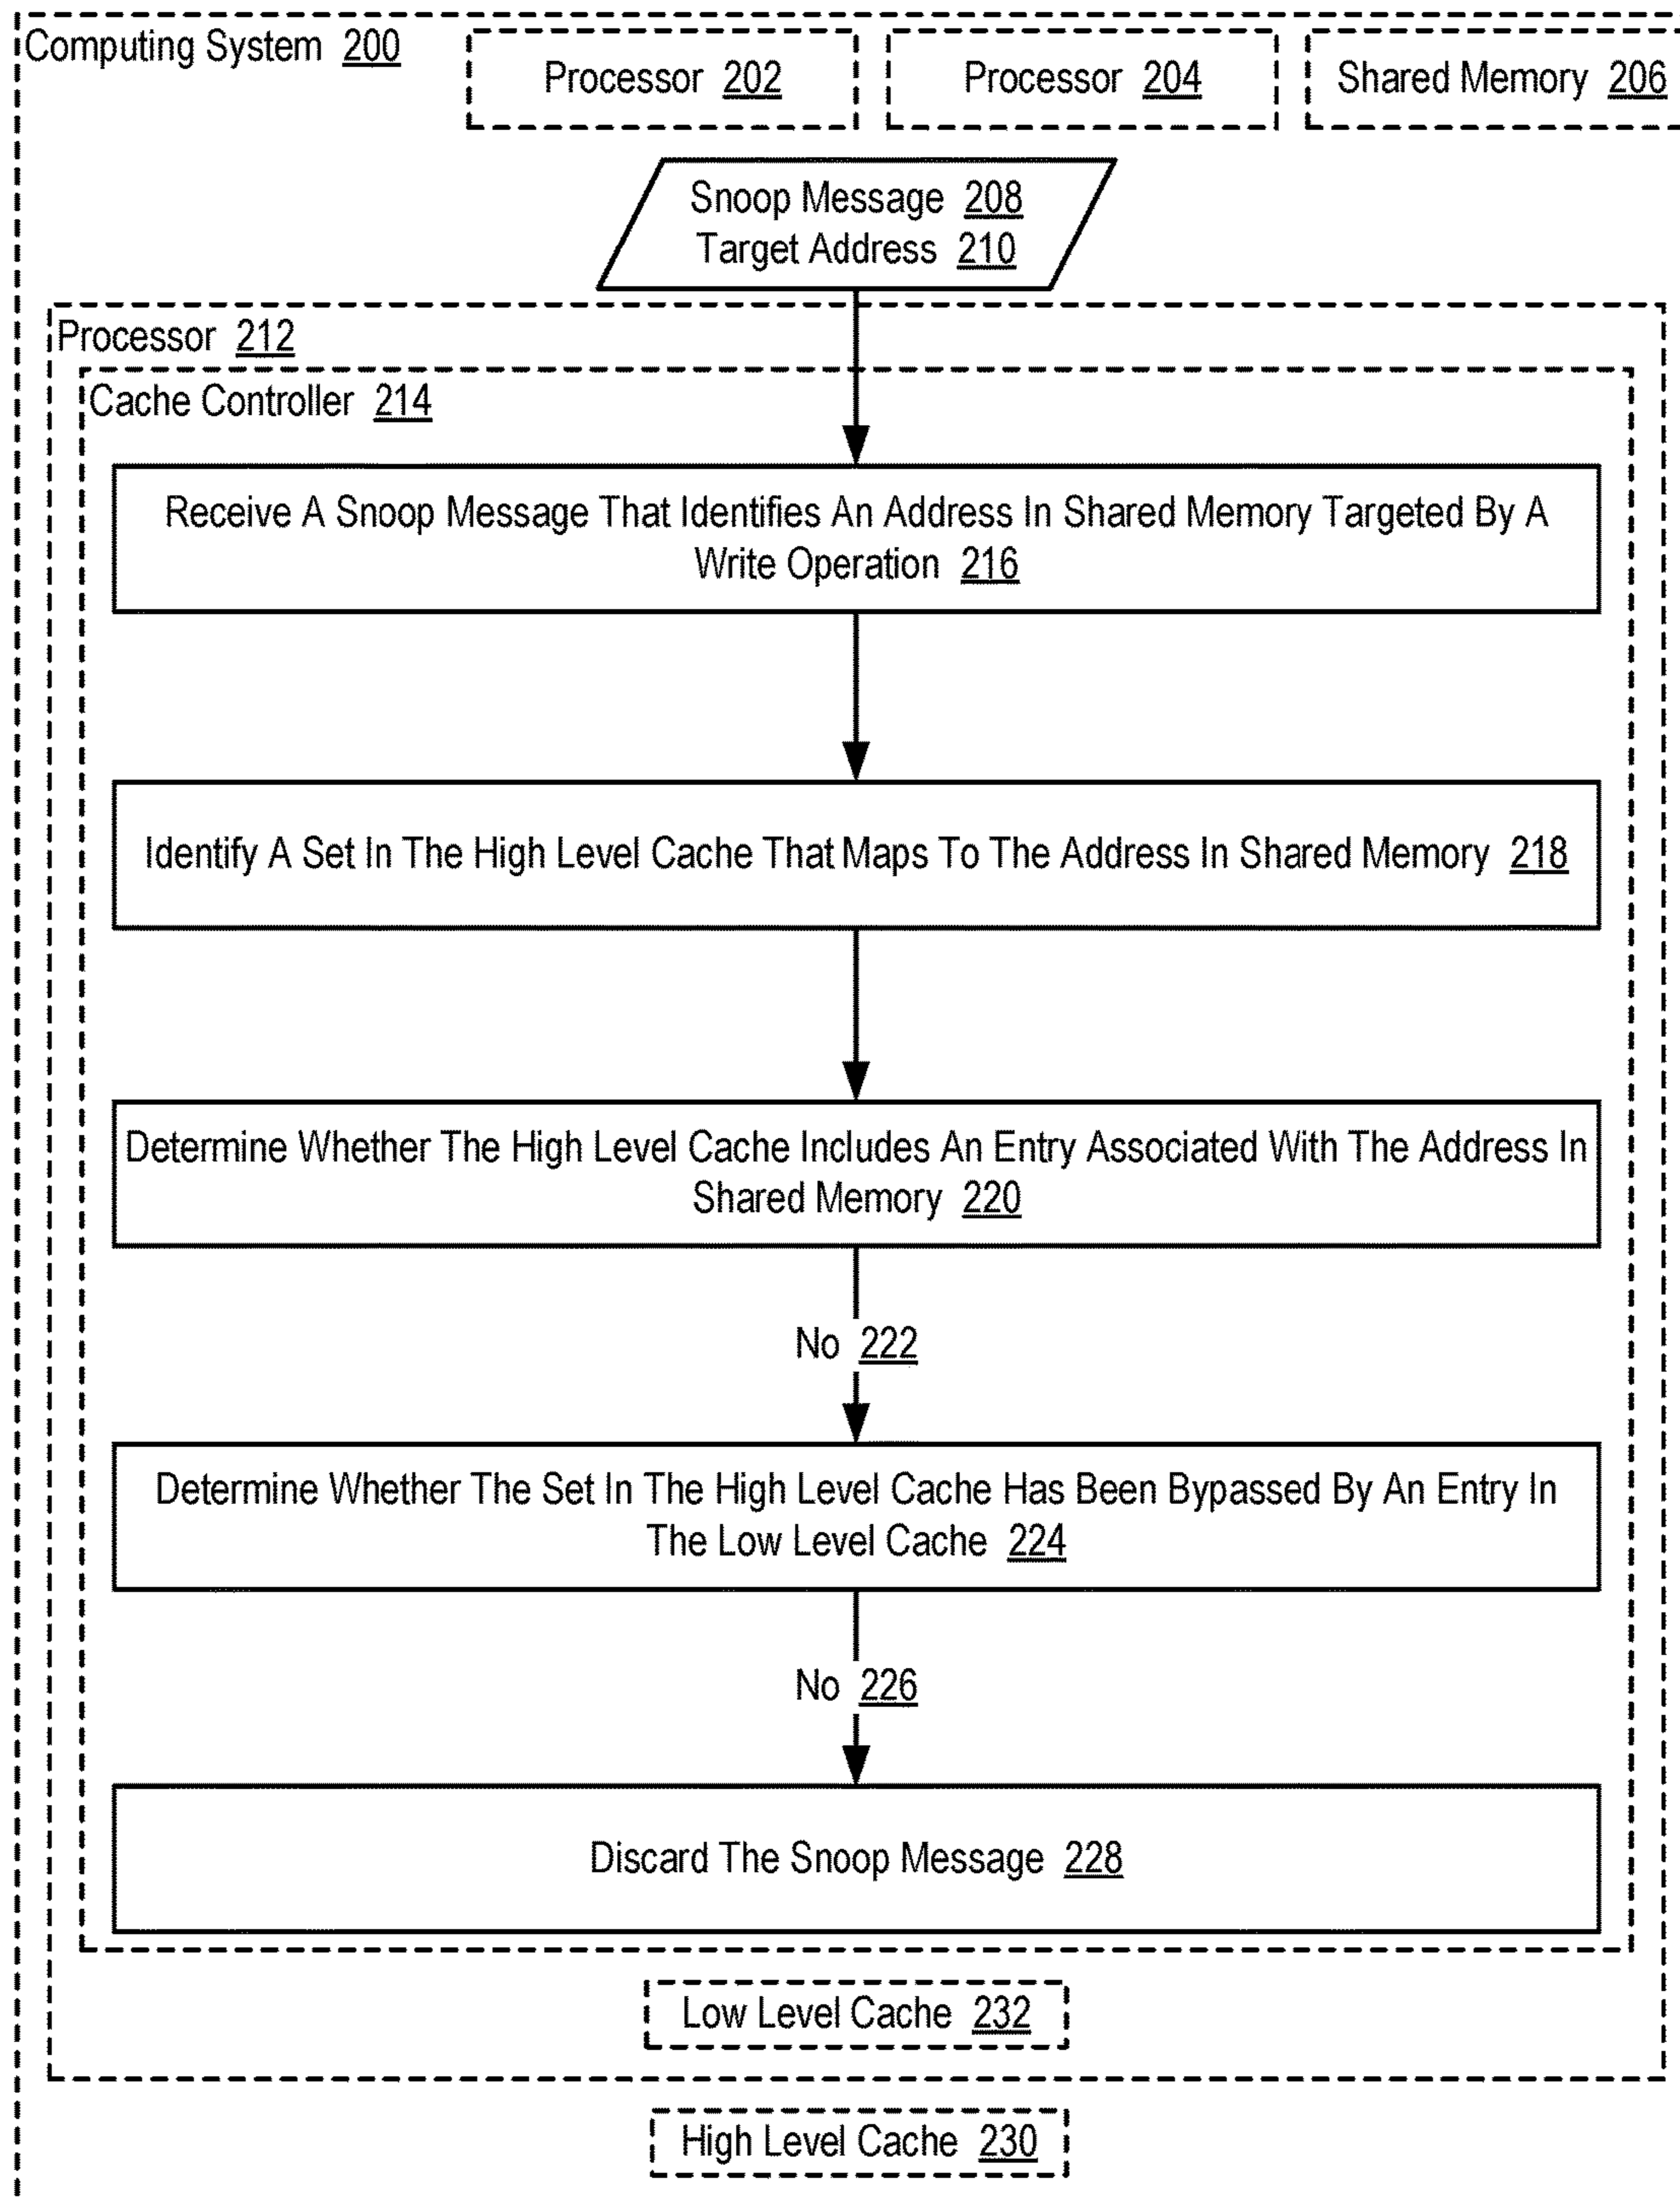 Computing System 200
Processor 202
Processor 204
Shared Memory 206
Snoop Message 208
Target Address 210
Processor 212
Cache Controller 214
Receive A Snoop Message That Identifies An Address In Shared Memory Targeted By A
Write Operation 216
Identify A Set In The High Level Cache That Maps To The Address In Shared Memory 218
Determine Whether The High Level Cache Includes An Entry Associated With The Address In
Shared Memory 220
No 222
Determine Whether The Set In The High Level Cache Has Been Bypassed By An Entry In
The Low Level Cache 224
No 226
Discard The Snoop Message 228
Low Level Cache 232
High Level Cache 230